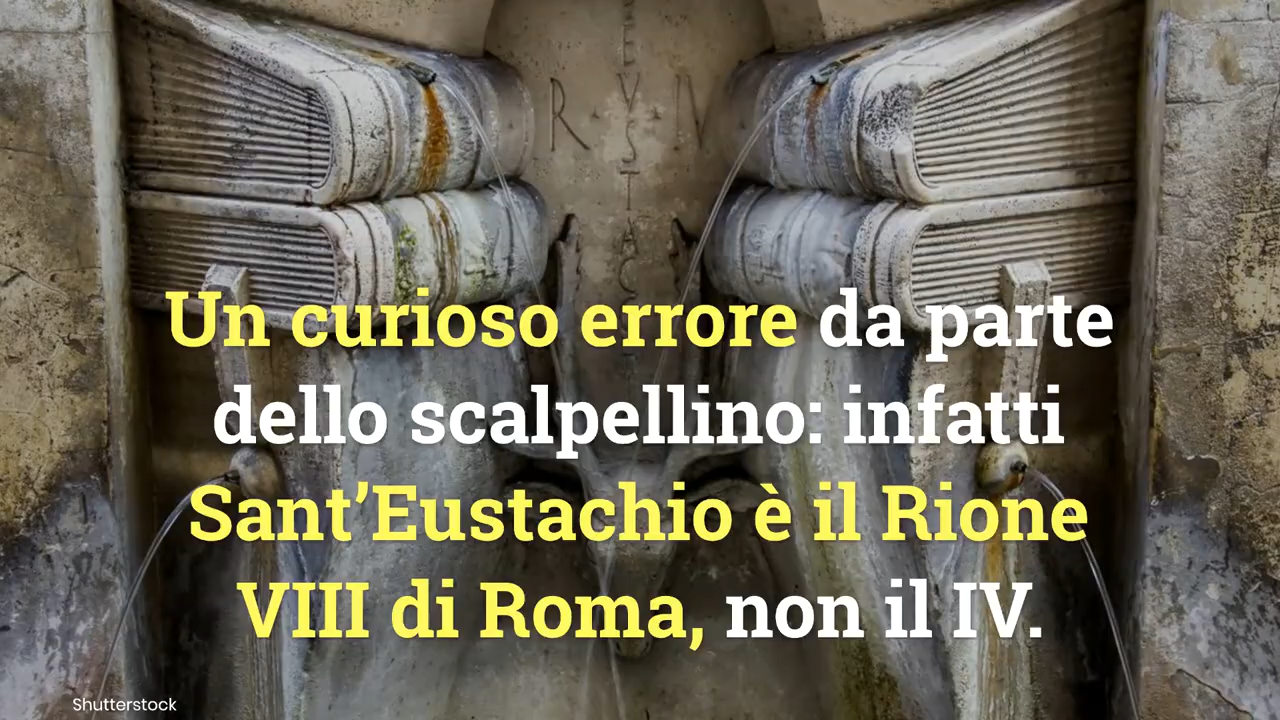 Un curioso errore da parte
dello scalpellino: infatti
Sant'Eustachio è il Rione
VIII di Roma, non il IV.
Shutterstock